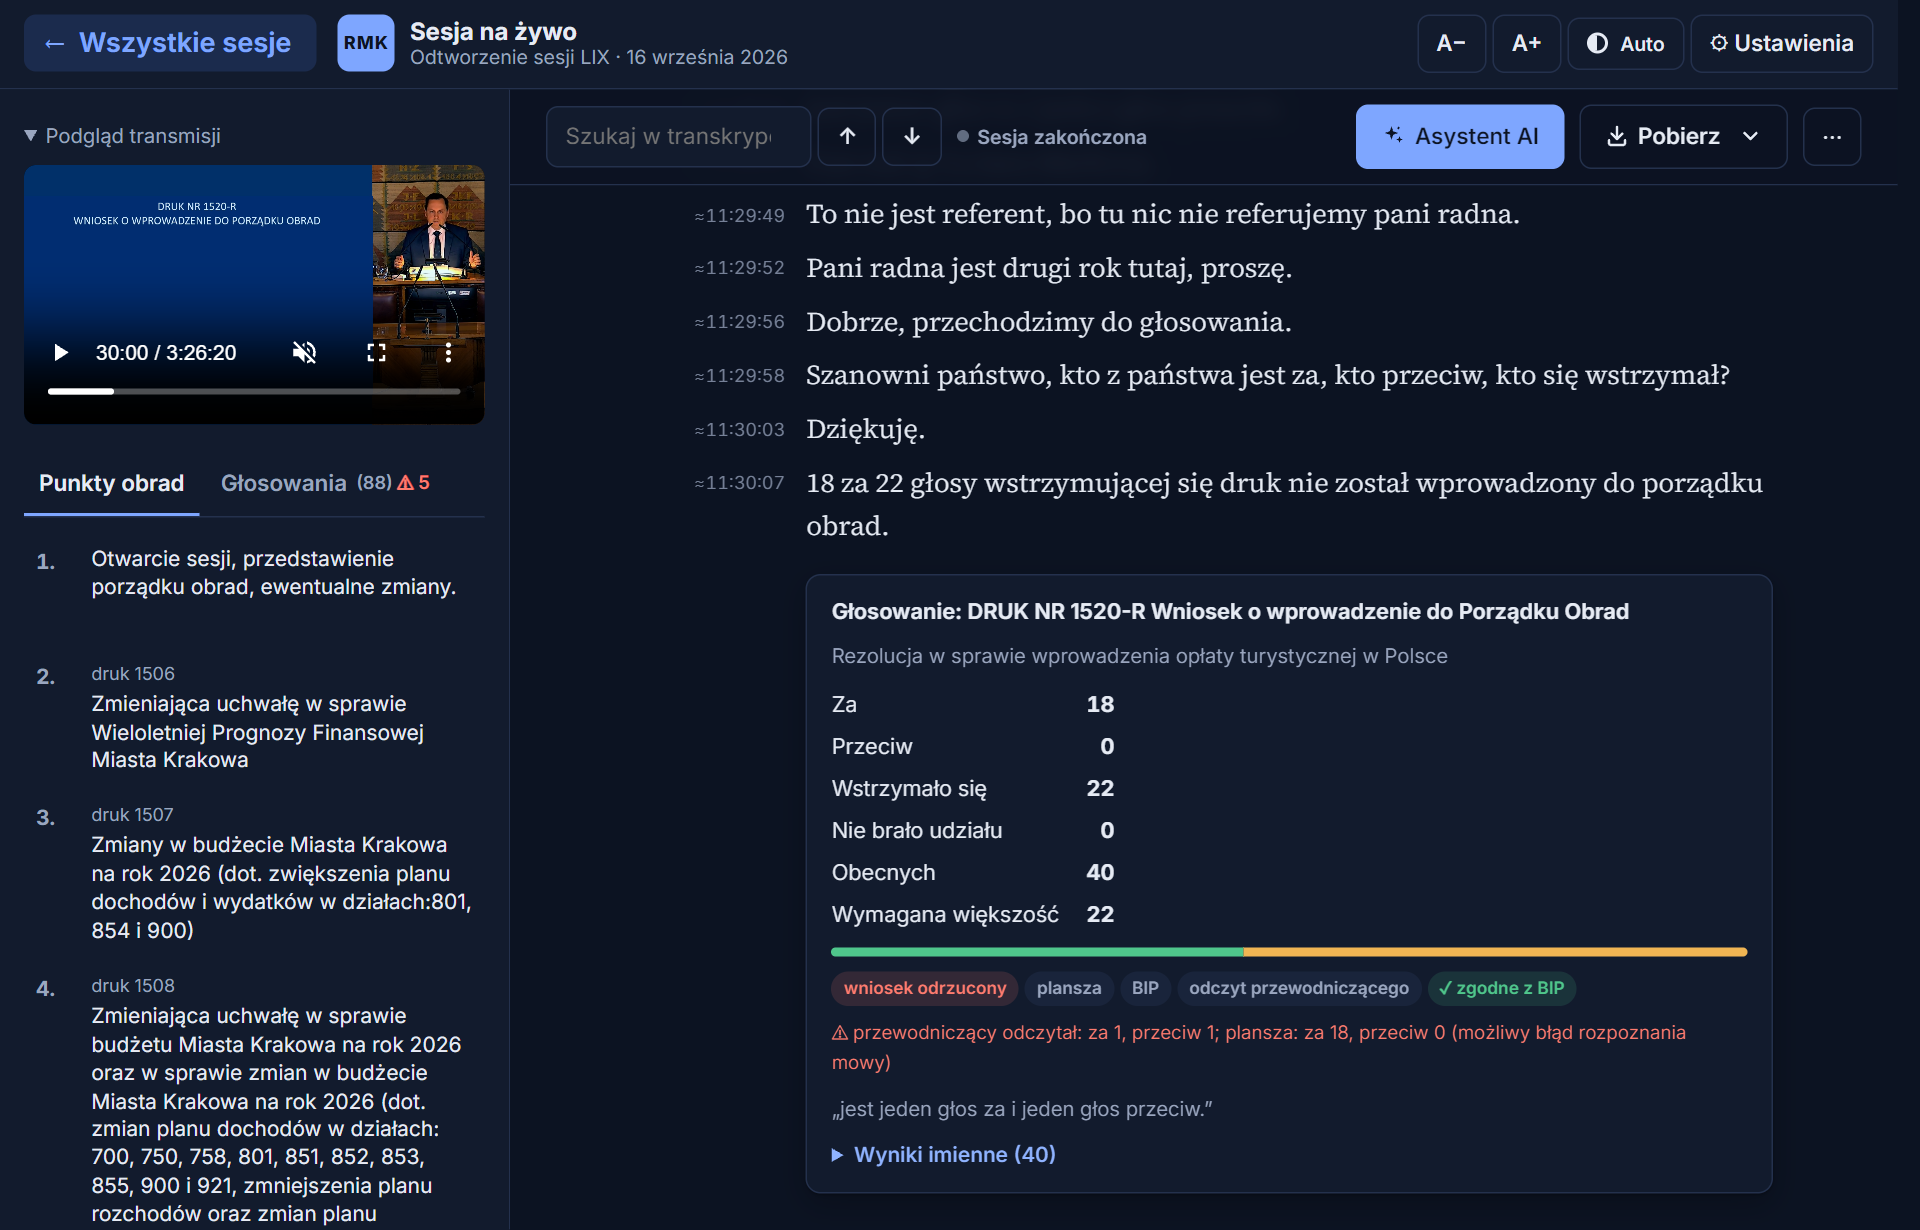 ← Wszystkie sesje
RMK
Sesja na żywo
Odtworzenie sesji LIX · 16 września 2026
A−
A+
Auto
Ustawienia
▼ Podgląd transmisji
DRUK NR 1520-R
WNIOSEK O WPROWADZENIE DO PORZĄDKU OBRAD
30:00 / 3:26:20
Punkty obrad
Głosowania (88) ⚠ 5
1.
Otwarcie sesji, przedstawienie
porządku obrad, ewentualne zmiany.
2.
druk 1506
Zmieniająca uchwałę w sprawie
Wieloletniej Prognozy Finansowej
Miasta Krakowa
3.
druk 1507
Zmiany w budżecie Miasta Krakowa
na rok 2026 (dot. zwiększenia planu
dochodów i wydatków w działach:801,
854 i 900)
4.
druk 1508
Zmieniająca uchwałę w sprawie
budżetu Miasta Krakowa na rok 2026
oraz w sprawie zmian w budżecie
Miasta Krakowa na rok 2026 (dot.
zmian planu dochodów w działach:
700, 750, 758, 801, 851, 852, 853,
855, 900 i 921, zmniejszenia planu
rozchodów oraz zmian planu
Szukaj w transkrypc
↑
↓
Sesja zakończona
Asystent AI
Pobierz
...
≈11:29:49 To nie jest referent, bo tu nic nie referujemy pani radna.
≈11:29:52 Pani radna jest drugi rok tutaj, proszę.
≈11:29:56 Dobrze, przechodzimy do głosowania.
≈11:29:58 Szanowni państwo, kto z państwa jest za, kto przeciw, kto się wstrzymał?
≈11:30:03 Dziękuję.
≈11:30:07 18 za 22 głosy wstrzymującej się druk nie został wprowadzony do porządku
obrad.
Głosowanie: DRUK NR 1520-R Wniosek o wprowadzenie do Porządku Obrad
Rezolucja w sprawie wprowadzenia opłaty turystycznej w Polsce
Za 18
Przeciw 0
Wstrzymało się 22
Nie brało udziału 0
Obecnych 40
Wymagana większość 22
wniosek odrzucony plansza BIP odczyt przewodniczącego ✓ zgodne z BIP
⚠ przewodniczący odczytał: za 1, przeciw 1; plansza: za 18, przeciw 0 (możliwy błąd rozpoznania
mowy)
„jest jeden głos za i jeden głos przeciw.”
▶ Wyniki imienne (40)